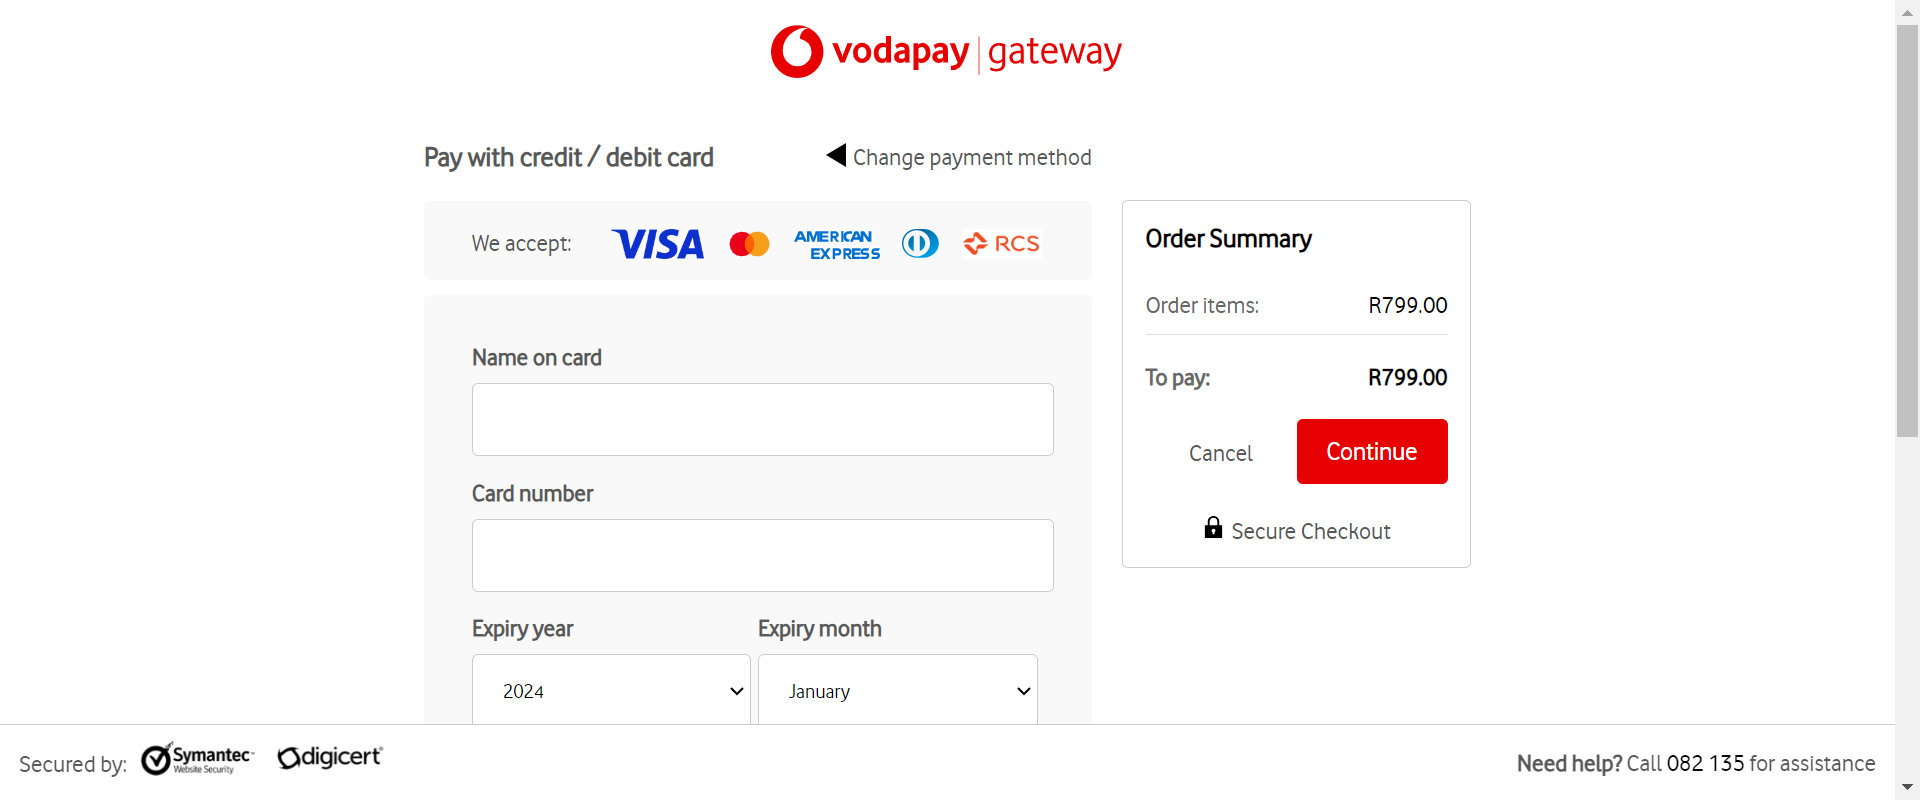 vodapay | gateway
Pay with credit / debit card
Change payment method
We accept:
VISA
AMERICAN
EXPRESS
RCS
Name on card
Card number
Expiry year
Expiry month
2024
January
Order Summary
Order items: R799.00
To pay: R799.00
Cancel
Continue
Secure Checkout
Secured by:
Symantec
Website Security
digicert
Need help? Call 082 135 for assistance